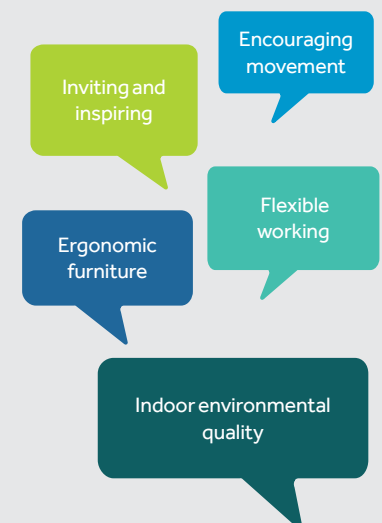 Encouraging
movement
Inviting and
inspiring
Flexible
working
Ergonomic
furniture
Indoor environmental
quality